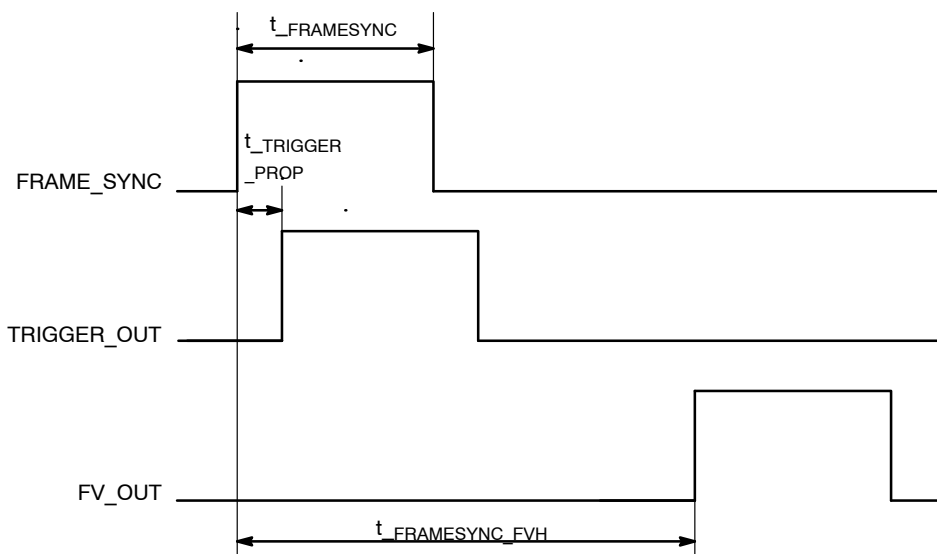 t_FRAMESYNC
t_TRIGGER
_PROP
FRAME_SYNC
TRIGGER_OUT
FV_OUT
t_FRAMESYNC_FVH